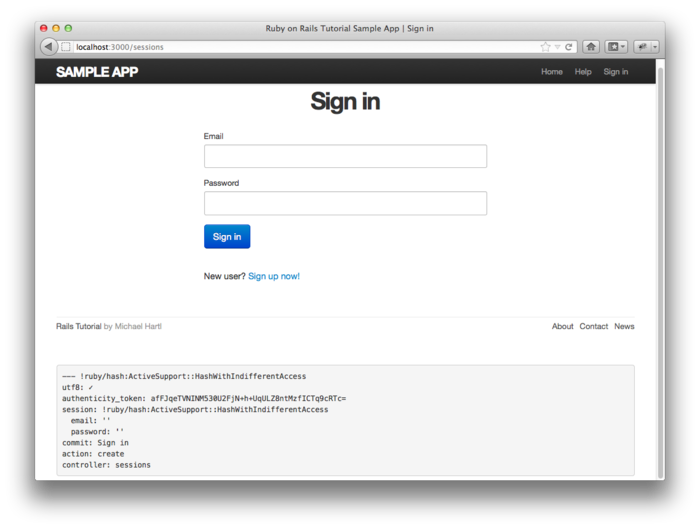 Ruby on Rails Tutorial Sample App | Sign in
localhost:3000/sessions
SAMPLE APP Home Help Sign in
Sign in
Email
Password
Sign in
New user? Sign up now!
Rails Tutorial by Michael Hartl About Contact News
--- !ruby/hash:ActiveSupport::HashWithIndifferentAccess
utf8: ✓
authenticity_token: afFJqeTVNINM530U2FjN+h+UqULZBntMzfICTq9cRTc=
session: !ruby/hash:ActiveSupport::HashWithIndifferentAccess
email: ''
password: ''
commit: Sign in
action: create
controller: sessions